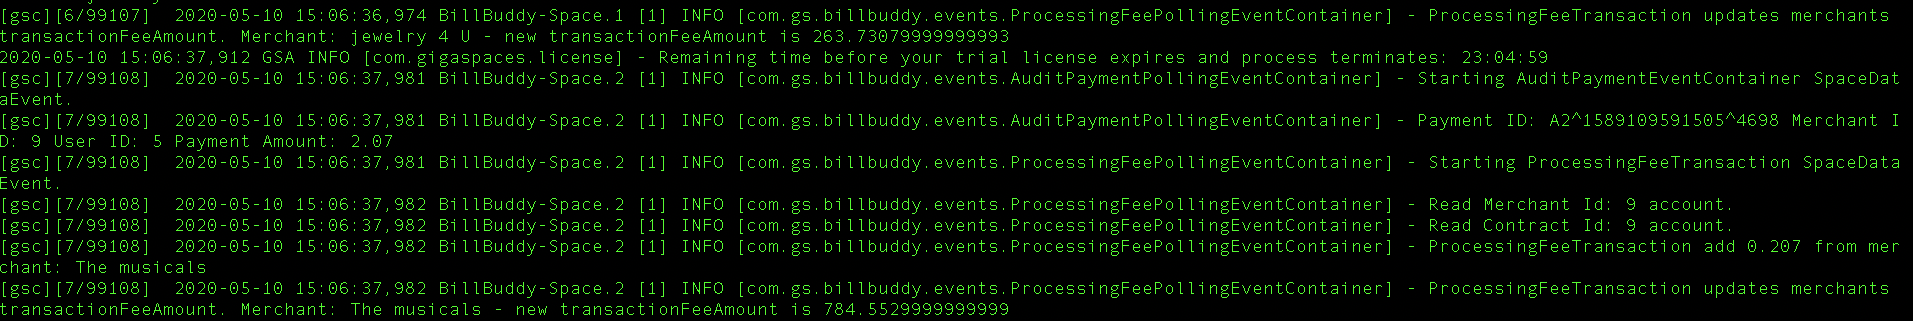 [gsc][6/99107]  2020-05-10 15:06:36,974 BillBuddy-Space.1 [1] INFO [com.gs.billbuddy.events.ProcessingFeePollingEventContainer] - ProcessingFeeTransaction updates merchants
transactionFeeAmount. Merchant: jewelry 4 U - new transactionFeeAmount is 263.73079999999993
2020-05-10 15:06:37,912 GSA INFO [com.gigaspaces.license] - Remaining time before your trial license expires and process terminates: 23:04:59
[gsc][7/99108]  2020-05-10 15:06:37,981 BillBuddy-Space.2 [1] INFO [com.gs.billbuddy.events.AuditPaymentPollingEventContainer] - Starting AuditPaymentEventContainer SpaceDat
aEvent.
[gsc][7/99108]  2020-05-10 15:06:37,981 BillBuddy-Space.2 [1] INFO [com.gs.billbuddy.events.AuditPaymentPollingEventContainer] - Payment ID: A2^1589109591505^4698 Merchant I
D: 9 User ID: 5 Payment Amount: 2.07
[gsc][7/99108]  2020-05-10 15:06:37,981 BillBuddy-Space.2 [1] INFO [com.gs.billbuddy.events.ProcessingFeePollingEventContainer] - Starting ProcessingFeeTransaction SpaceData
Event.
[gsc][7/99108]  2020-05-10 15:06:37,982 BillBuddy-Space.2 [1] INFO [com.gs.billbuddy.events.ProcessingFeePollingEventContainer] - Read Merchant Id: 9 account.
[gsc][7/99108]  2020-05-10 15:06:37,982 BillBuddy-Space.2 [1] INFO [com.gs.billbuddy.events.ProcessingFeePollingEventContainer] - Read Contract Id: 9 account.
[gsc][7/99108]  2020-05-10 15:06:37,982 BillBuddy-Space.2 [1] INFO [com.gs.billbuddy.events.ProcessingFeePollingEventContainer] - ProcessingFeeTransaction add 0.207 from mer
chant: The musicals
[gsc][7/99108]  2020-05-10 15:06:37,982 BillBuddy-Space.2 [1] INFO [com.gs.billbuddy.events.ProcessingFeePollingEventContainer] - ProcessingFeeTransaction updates merchants
transactionFeeAmount. Merchant: The musicals - new transactionFeeAmount is 784.5529999999999